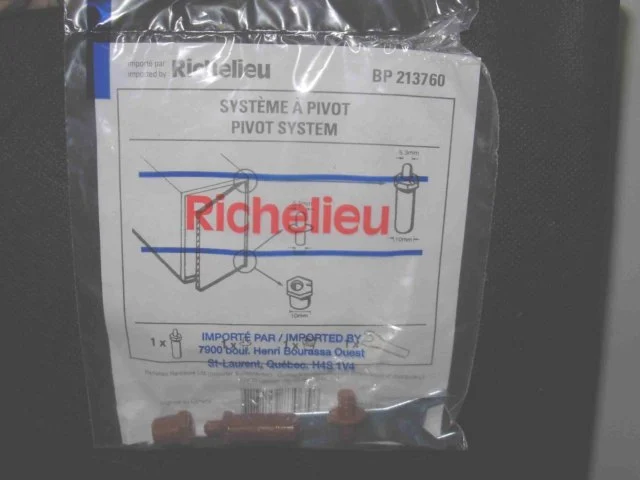 importé par
imported by
Richelieu
BP 213760
SYSTÈME À PIVOT
PIVOT SYSTEM
Richelieu
10mm
1 x
IMPORTÉ PAR / IMPORTED BY
7900 boul. Henri Bourassa Ouest
St-Laurent, Québec. H4S 1V4